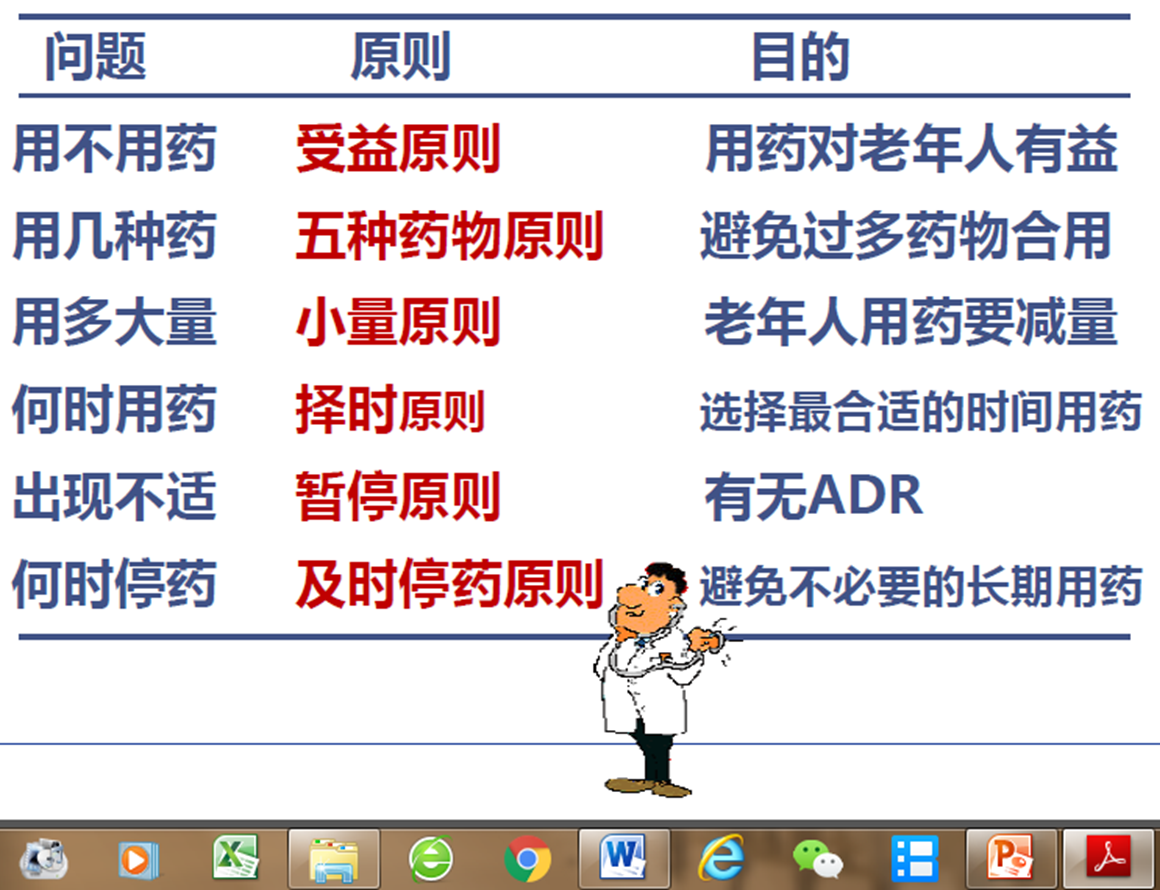 问题 原则 目的
用不用药 受益原则 用药对老年人有益
用几种药 五种药物原则 避免过多药物合用
用多大量 小量原则 老年人用药要减量
何时用药 择时原则 选择最合适的时间用药
出现不适 暂停原则 有无ADR
何时停药 及时停药原则 避免不必要的长期用药